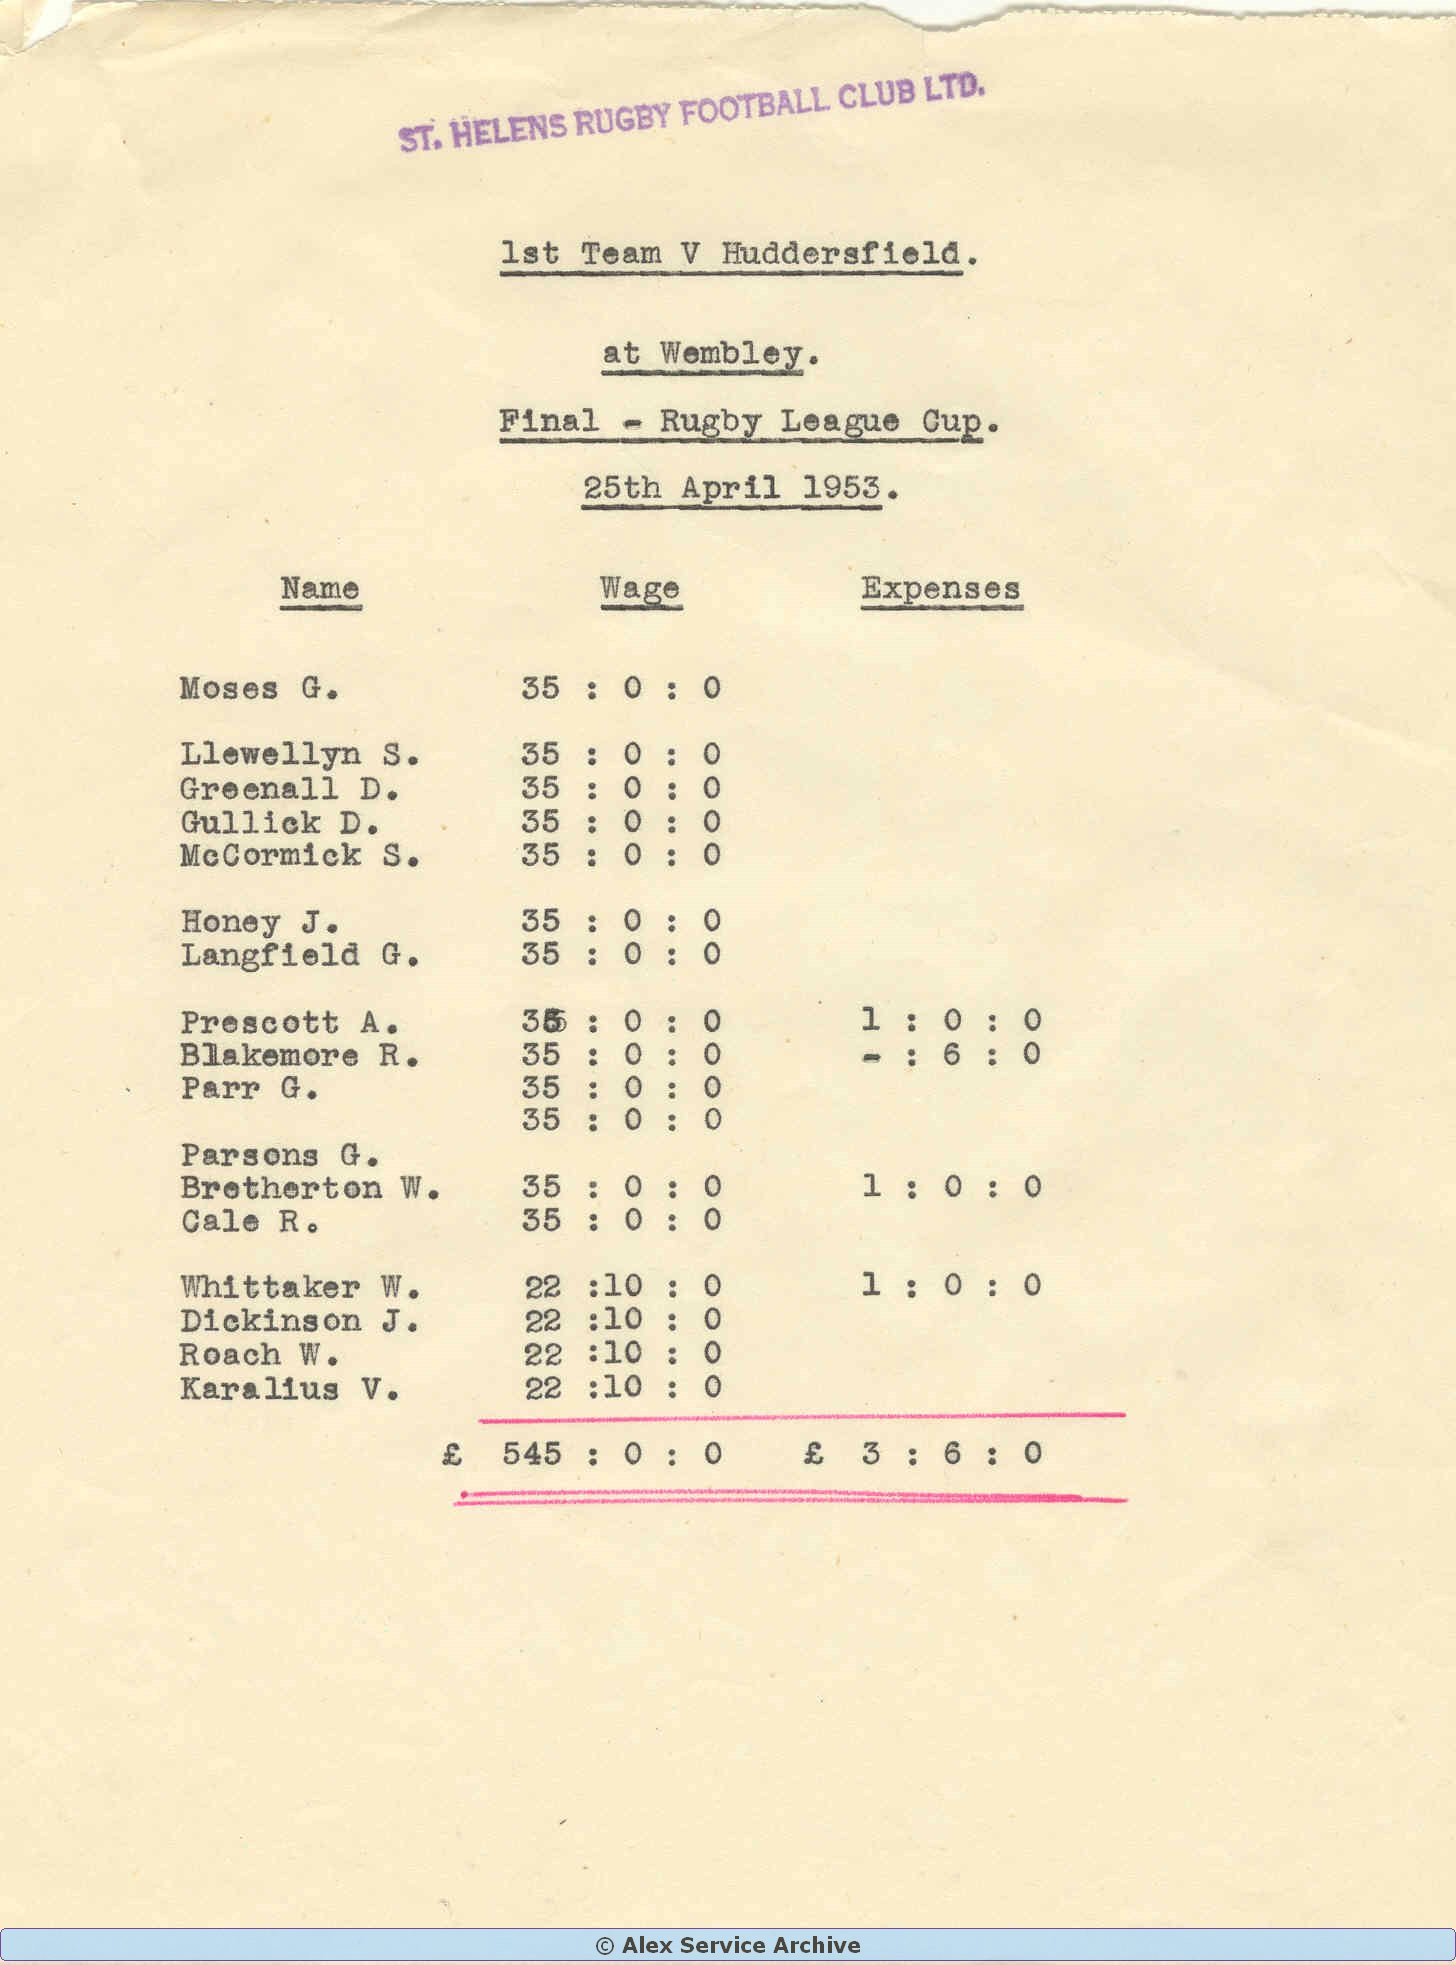 ST. HELENS RUGBY FOOTBALL CLUB LTD.
1st Team V Huddersfield.
at Wembley.
Final - Rugby League Cup.
25th April 1953.
Name Wage Expenses
Moses G. 35 : 0 : 0
Llewellyn S. 35 : 0 : 0
Greenall D. 35 : 0 : 0
Gullick D. 35 : 0 : 0
McCormick S. 35 : 0 : 0
Honey J. 35 : 0 : 0
Langfield G. 35 : 0 : 0
Prescott A. 35 : 0 : 0 1 : 0 : 0
Blakemore R. 35 : 0 : 0 - : 6 : 0
Parr G. 35 : 0 : 0
35 : 0 : 0
Parsons G.
Bretherton W. 35 : 0 : 0 1 : 0 : 0
Cale R. 35 : 0 : 0
Whittaker W. 22 :10 : 0 1 : 0 : 0
Dickinson J. 22 :10 : 0
Roach W. 22 :10 : 0
Karalius V. 22 :10 : 0
£ 545 : 0 : 0 £ 3 : 6 : 0
© Alex Service Archive